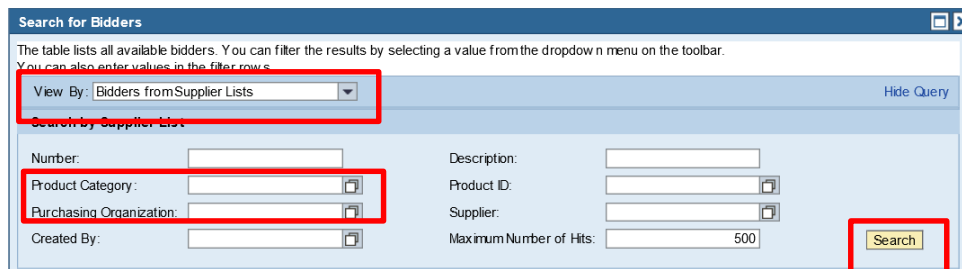 Search for Bidders
The table lists all available bidders. You can filter the results by selecting a value from the dropdown menu on the toolbar.
You can also enter values in the filter rows
View By: Bidders from Supplier Lists
Hide Query
Search by Supplier List
Number:
Description:
Product Category:
Product ID:
Purchasing Organization:
Supplier:
Created By:
Maximum Number of Hits: 500
Search